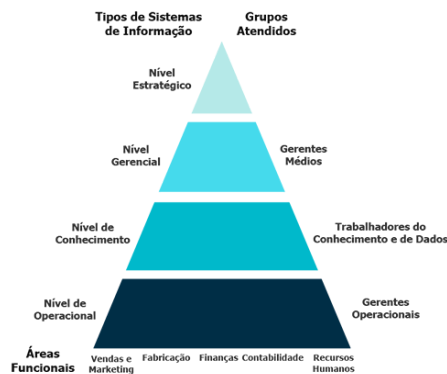 Tipos de Sistemas
de Informação
Grupos
Atendidos
Nível
Estratégico
Nível
Gerencial
Gerentes
Médios
Nível de
Conhecimento
Trabalhadores do
Conhecimento e de Dados
Nível de
Operacional
Gerentes
Operacionais
Áreas
Funcionais
Vendas e
Marketing
Fabricação
Finanças
Contabilidade
Recursos
Humanos